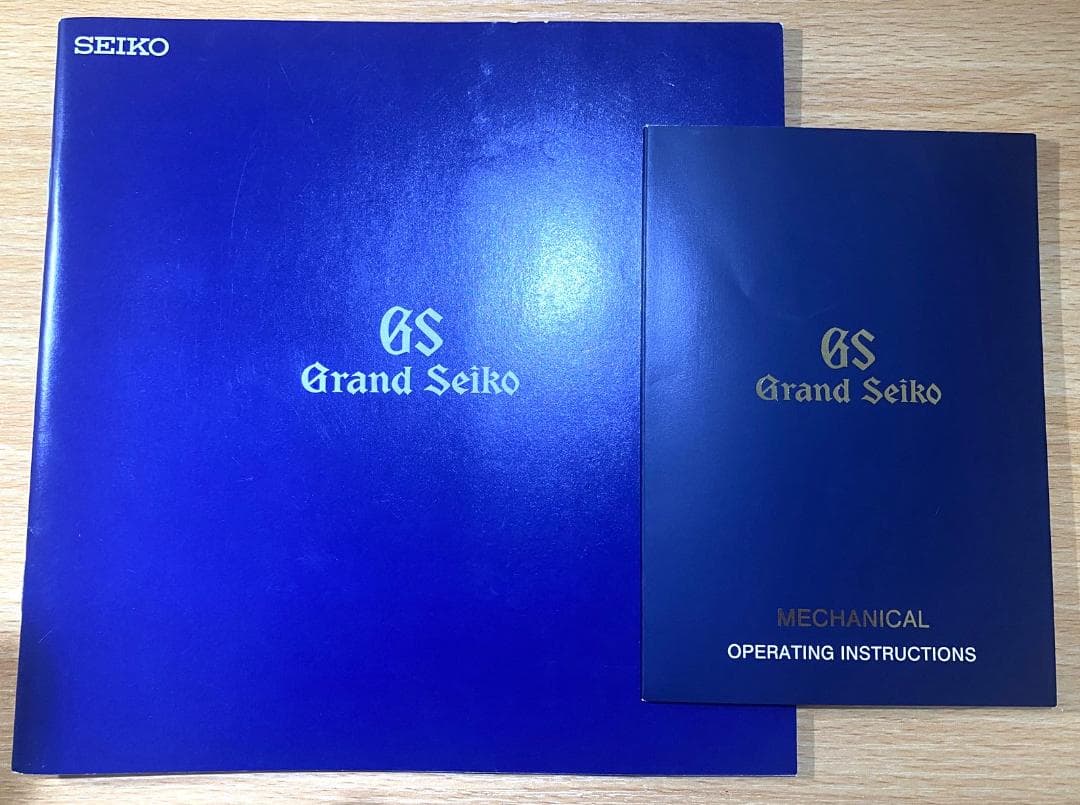 SEIKO
GS
Grand Seiko
GS
Grand Seiko
MECHANICAL
OPERATING INSTRUCTIONS